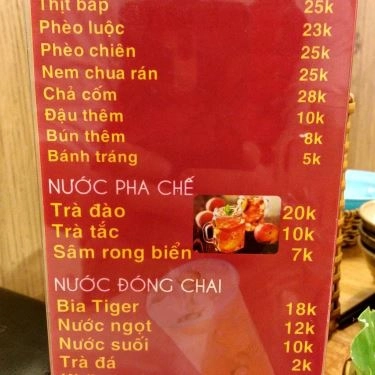 Thịt bắp 25k
Phèo luộc 23k
Phèo chiên 25k
Nem chua rán 25k
Chả cốm 28k
Đậu thêm 10k
Bún thêm 8k
Bánh tráng 5k
NƯỚC PHA CHẾ
Trà đào 20k
Trà tắc 10k
Sâm rong biển 7k
NƯỚC ĐÓNG CHAI
Bia Tiger 18k
Nước ngọt 12k
Nước suối 10k
Trà đá 2k